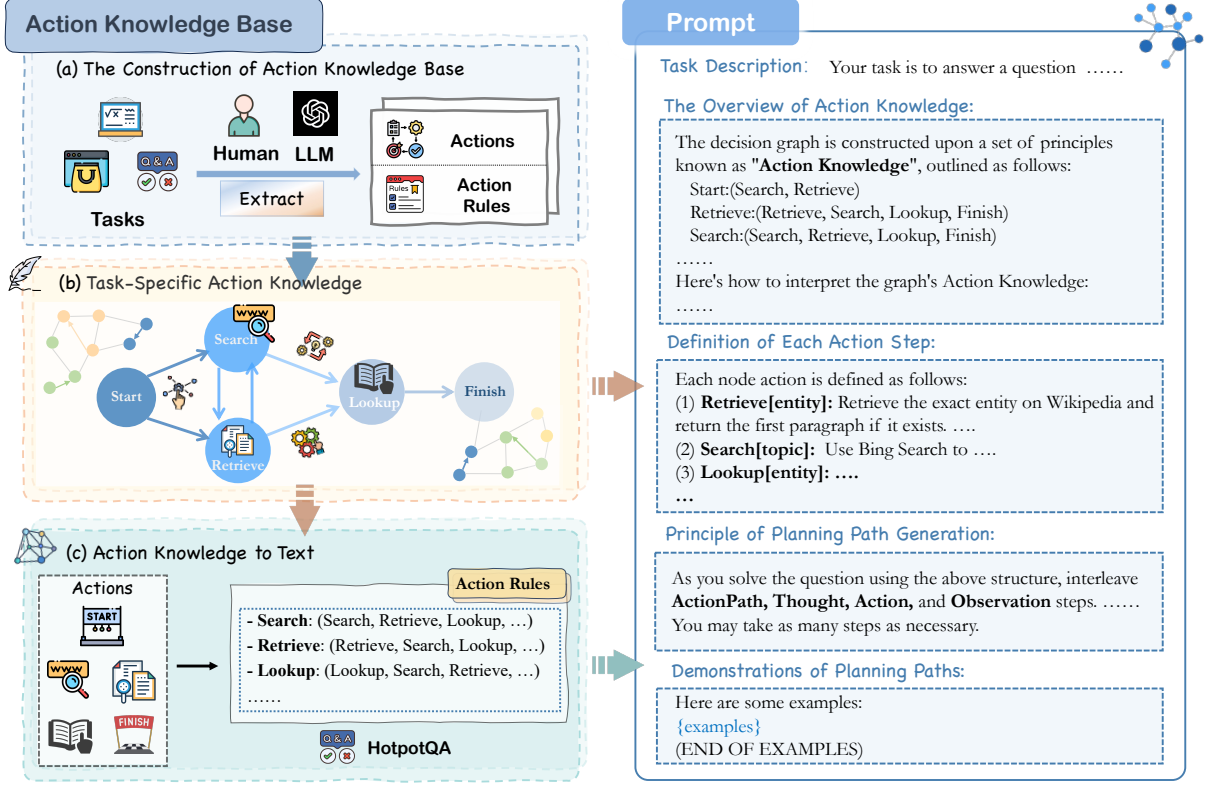 Action Knowledge Base
(a) The Construction of Action Knowledge Base
√x
Q & A
Tasks
Human LLM
Extract
Actions
Rules
Action
Rules
(b) Task-Specific Action Knowledge
www
Search
Start
Lookup
Finish
Retrieve
(c) Action Knowledge to Text
Actions
START
www
FINISH
Action Rules
- Search: (Search, Retrieve, Lookup, …)
- Retrieve: (Retrieve, Search, Lookup, …)
- Lookup: (Lookup, Search, Retrieve, …)
……
Q & A
HotpotQA
Prompt
Task Description: Your task is to answer a question ……
The Overview of Action Knowledge:
The decision graph is constructed upon a set of principles
known as "Action Knowledge", outlined as follows:
Start:(Search, Retrieve)
Retrieve:(Retrieve, Search, Lookup, Finish)
Search:(Search, Retrieve, Lookup, Finish)
……
Here's how to interpret the graph's Action Knowledge:
……
Definition of Each Action Step:
Each node action is defined as follows:
(1) Retrieve[entity]: Retrieve the exact entity on Wikipedia and
return the first paragraph if it exists. ….
(2) Search[topic]: Use Bing Search to ….
(3) Lookup[entity]: ….
…
Principle of Planning Path Generation:
As you solve the question using the above structure, interleave
ActionPath, Thought, Action, and Observation steps. ……
You may take as many steps as necessary.
Demonstrations of Planning Paths:
Here are some examples:
{examples}
(END OF EXAMPLES)